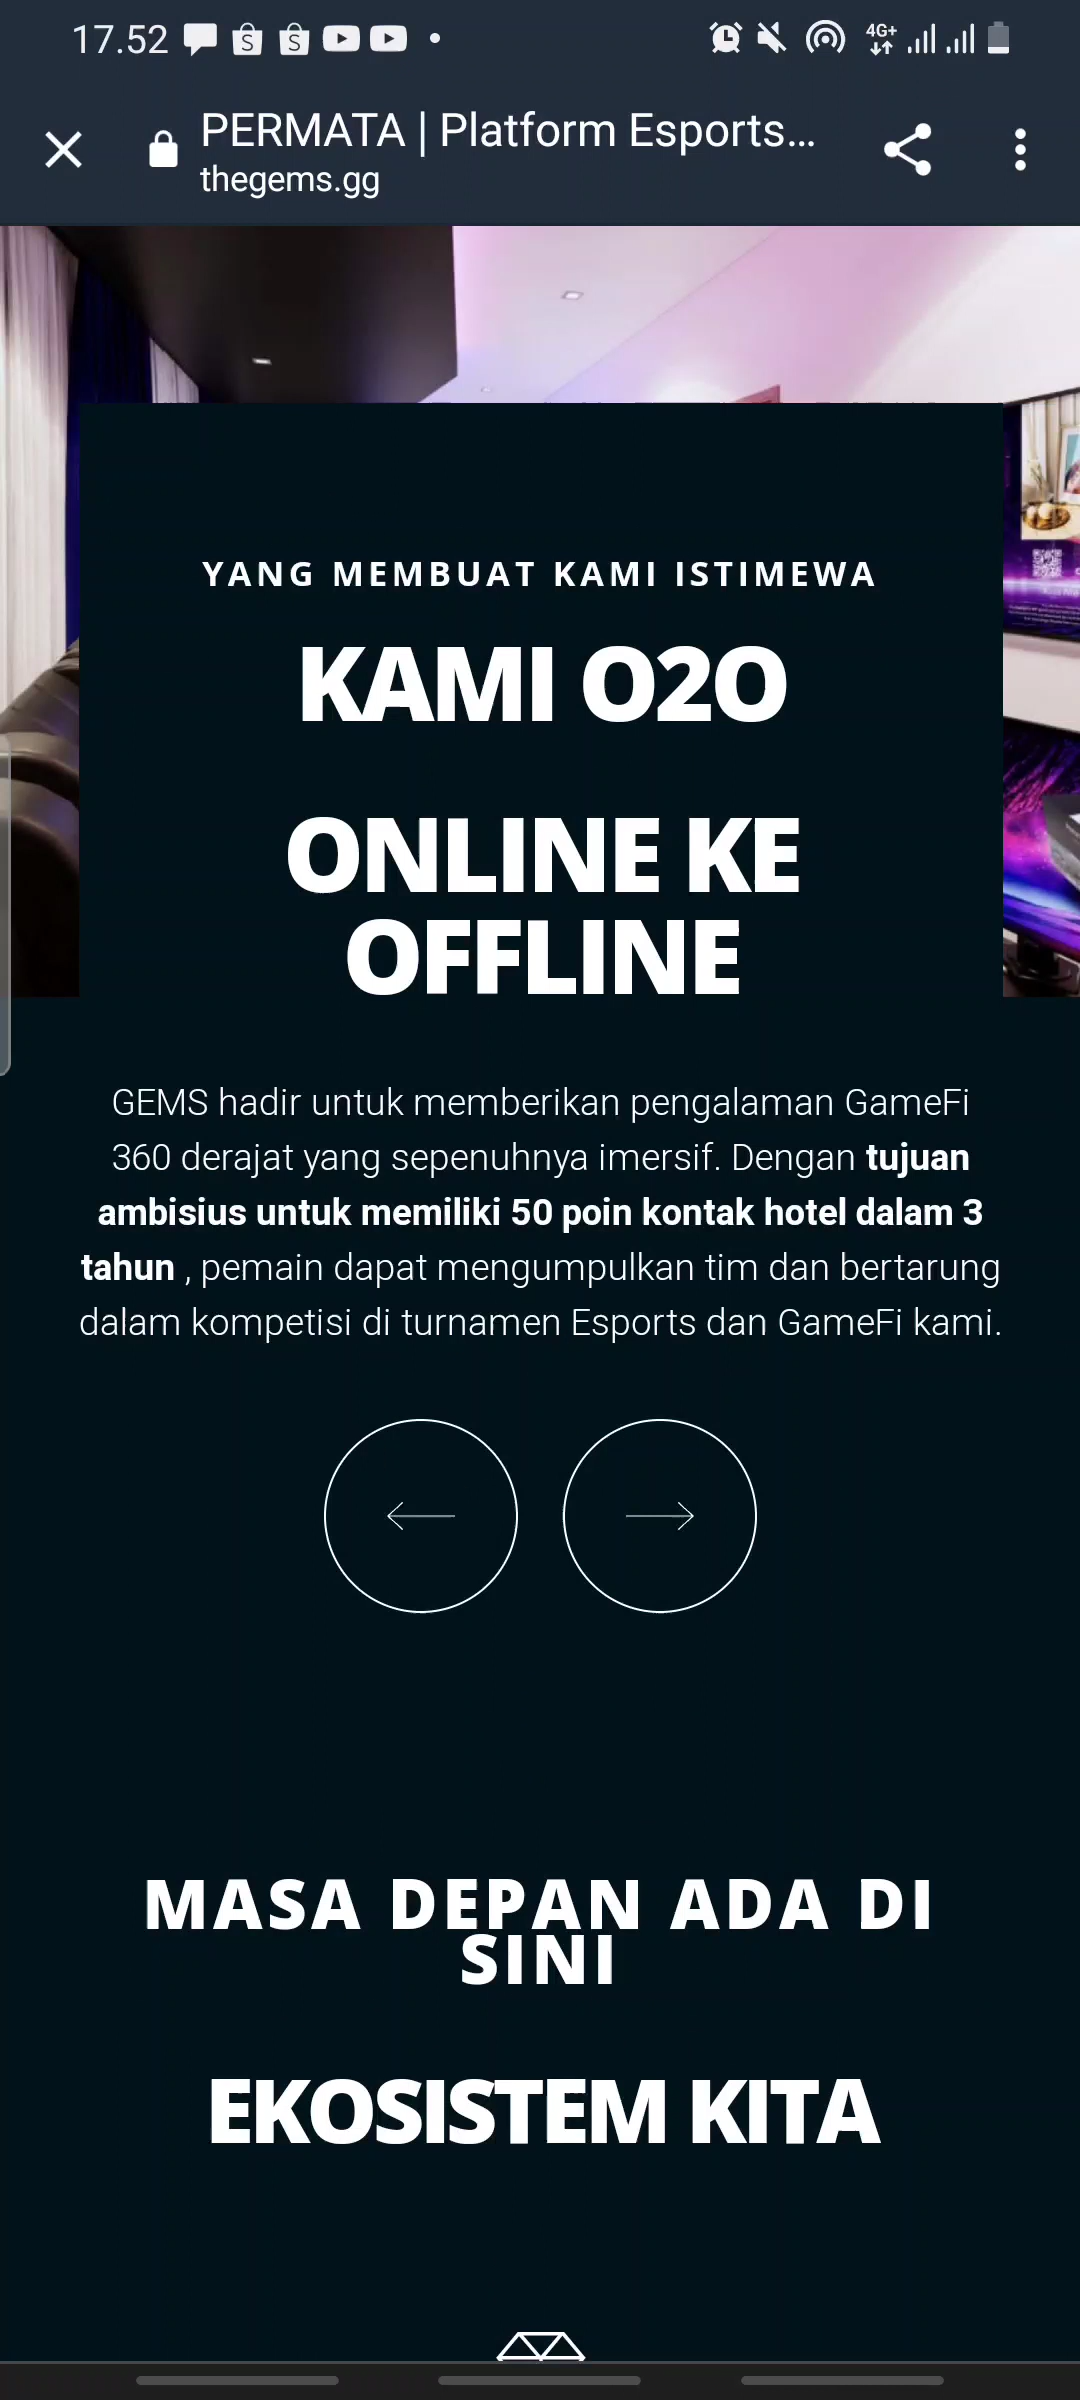 17.52
4G+
PERMATA | Platform Esports...
thegems.gg
YANG MEMBUAT KAMI ISTIMEWA
KAMI O2O
ONLINE KE
OFFLINE
GEMS hadir untuk memberikan pengalaman GameFi
360 derajat yang sepenuhnya imersif. Dengan tujuan
ambisius untuk memiliki 50 poin kontak hotel dalam 3
tahun , pemain dapat mengumpulkan tim dan bertarung
dalam kompetisi di turnamen Esports dan GameFi kami.
MASA DEPAN ADA DI
SINI
EKOSISTEM KITA